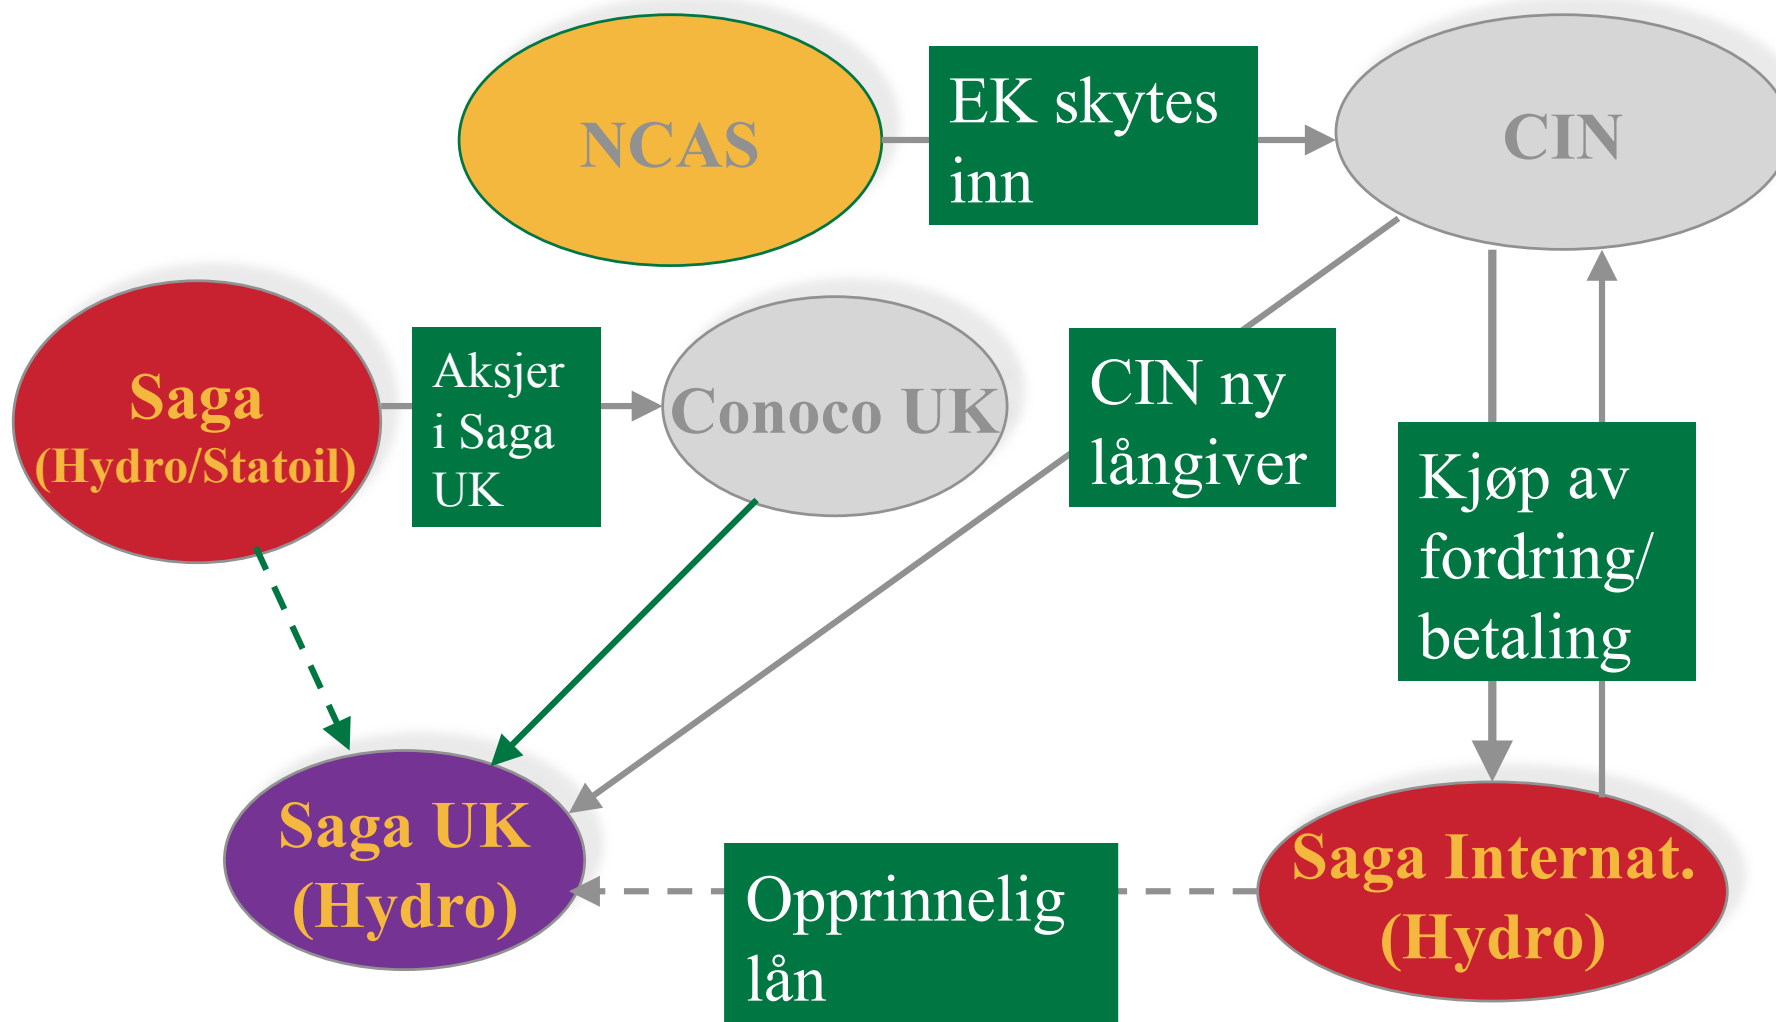 NCAS
EK skytes
inn
CIN
Saga
(Hydro/Statoil)
Aksjer
i Saga
UK
Conoco UK
CIN ny
långiver
Kjøp av
fordring/
betaling
Saga UK
(Hydro)
Opprinnelig
lån
Saga Internat.
(Hydro)